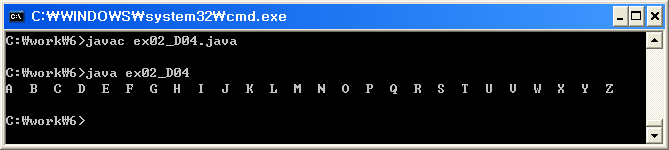 C:₩WINDOWS₩system32₩cmd.exe
C:₩work₩6>javac ex02_D04.java
C:₩work₩6>java ex02_D04
A B C D E F G H I J K L M N O P Q R S T U V W X Y Z
C:₩work₩6>